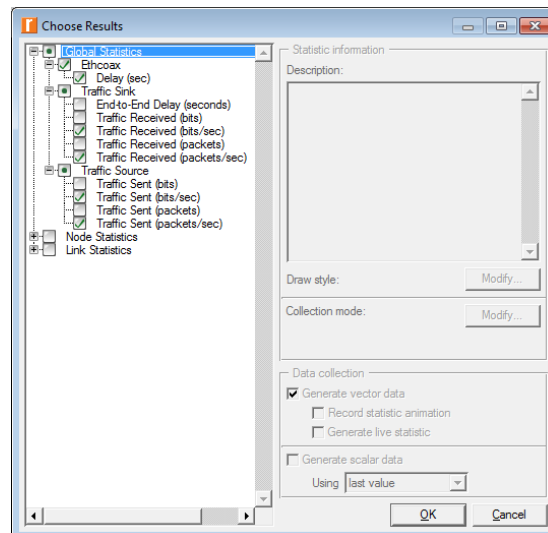 Choose Results
Global Statistics
Ethcoax
Delay (sec)
Traffic Sink
End-to-End Delay (seconds)
Traffic Received (bits)
Traffic Received (bits/sec)
Traffic Received (packets)
Traffic Received (packets/sec)
Traffic Source
Traffic Sent (bits)
Traffic Sent (bits/sec)
Traffic Sent (packets)
Traffic Sent (packets/sec)
Node Statistics
Link Statistics
Statistic information
Description:
Draw style:
Modify...
Collection mode:
Modify...
Data collection
Generate vector data
Record statistic animation
Generate live statistic
Generate scalar data
Using last value
OK
Cancel